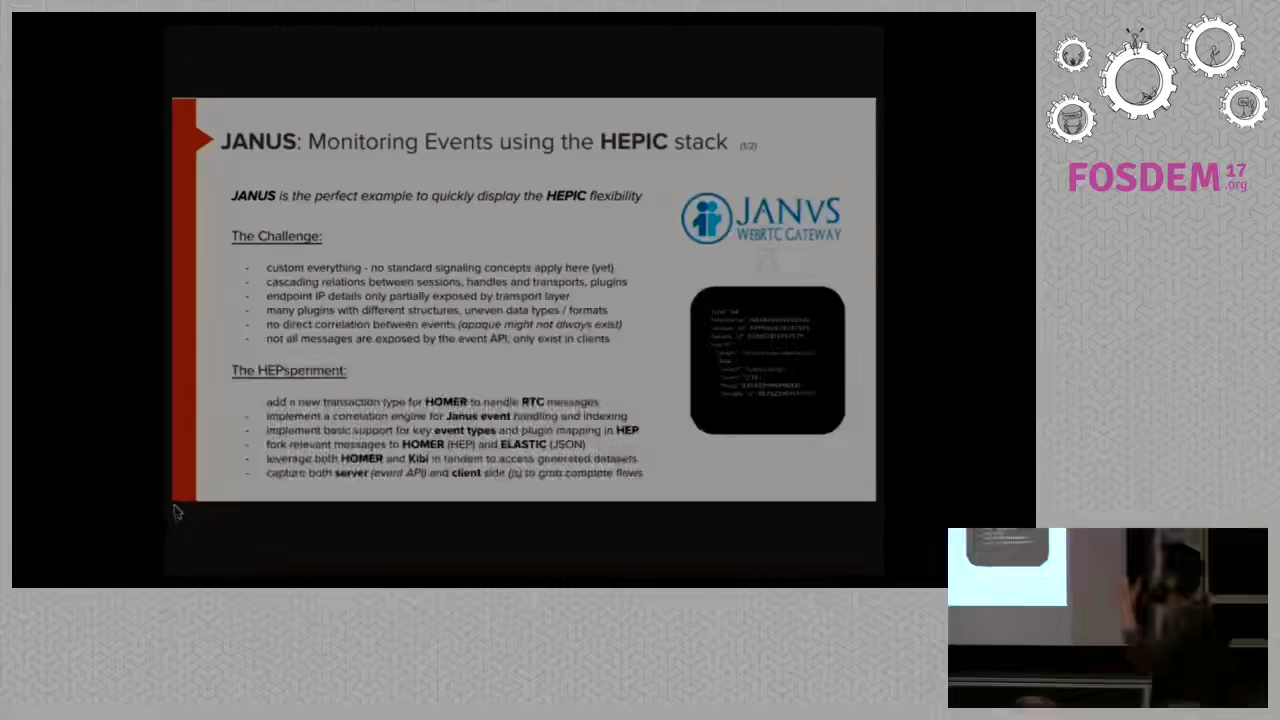 JANUS: Monitoring Events using the HEPIC stack (1/2)
JANUS is the perfect example to quickly display the HEPIC flexibility
The Challenge:
- custom everything - no standard signaling concepts apply here (yet)
- cascading relations between sessions, handles and transports, plugins
- endpoint IP details only partially exposed by transport layer
- many plugins with different structures, uneven data types / formats
- no direct correlation between events (opaque might not always exist)
- not all messages are exposed by the event API, only exist in clients
The HEPsperiment:
add a new transaction type for HOMER to handle RTC messages
- implement a correlation engine for Janus event handling and indexing
- implement basic support for key event types and plugin mapping in HEP
- fork relevant messages to HOMER (HEP) and ELASTIC (JSON)
- leverage both HOMER and Kibi in tandem to access generated datasets
- capture both server (event API) and client side (js) to grab complete flows
JANVS
WEBRTC GATEWAY
FOSDEM 17
.org